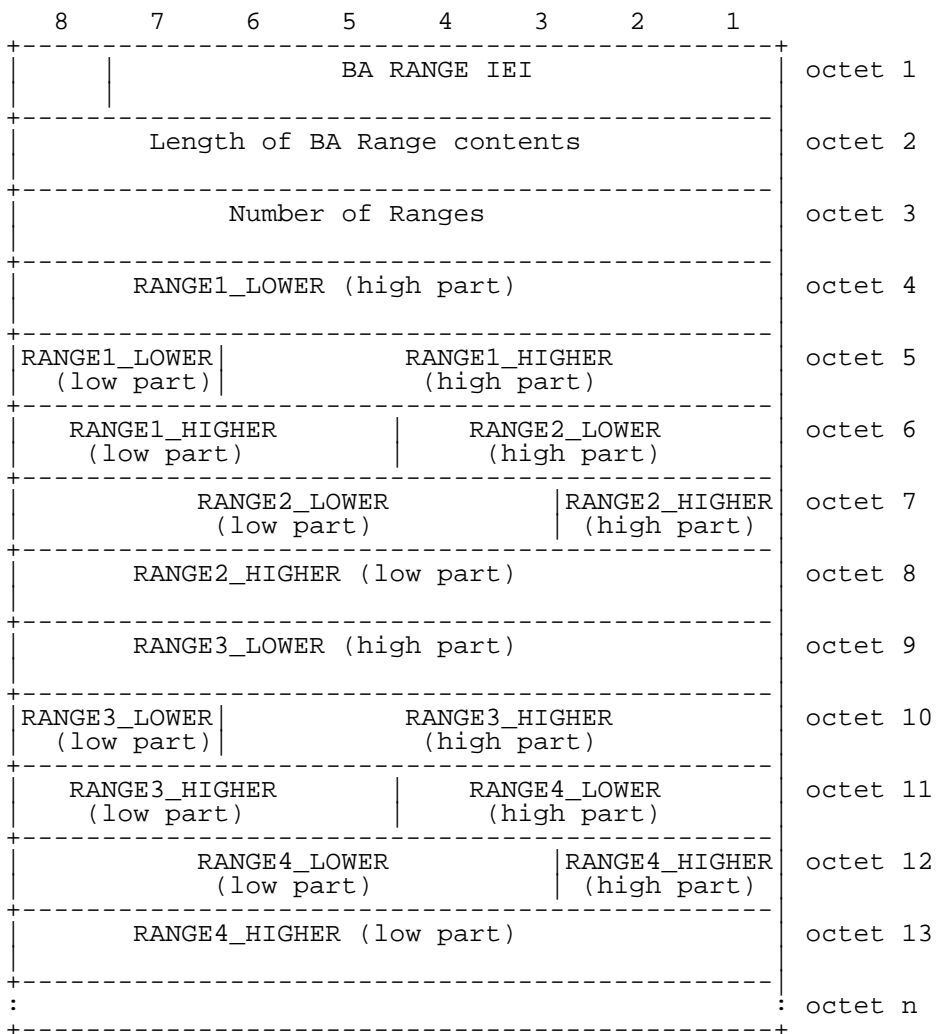 8 7 6 5 4 3 2 1
BA RANGE IEI octet 1
Length of BA Range contents octet 2
Number of Ranges octet 3
RANGE1_LOWER (high part) octet 4
RANGE1_LOWER RANGE1_HIGHER octet 5
(low part) (high part)
RANGE1_HIGHER RANGE2_LOWER octet 6
(low part) (high part)
RANGE2_LOWER RANGE2_HIGHER octet 7
(low part) (high part)
RANGE2_HIGHER (low part) octet 8
RANGE3_LOWER (high part) octet 9
RANGE3_LOWER RANGE3_HIGHER octet 10
(low part) (high part)
RANGE3_HIGHER RANGE4_LOWER octet 11
(low part) (high part)
RANGE4_LOWER RANGE4_HIGHER octet 12
(low part) (high part)
RANGE4_HIGHER (low part) octet 13
: : octet n